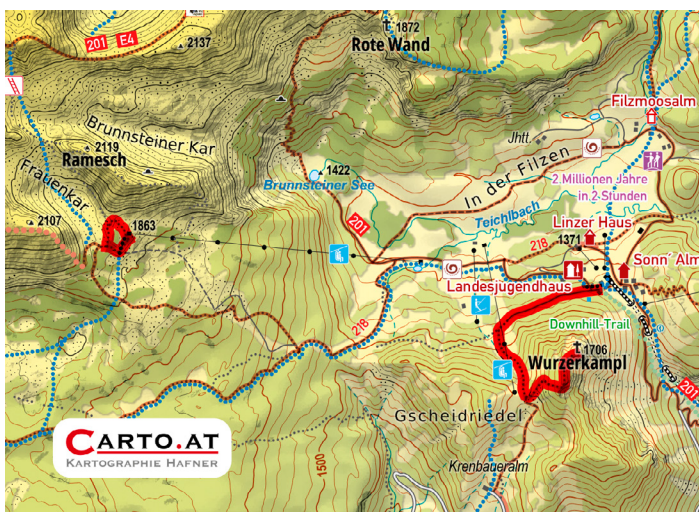 1872
Rote Wand
201 E4
2137
Filzmoosalm
Brunnsteiner Kar
Jhtt.
2119
Ramesch
Frauenkar
1422
Brunnsteiner See
In der Filzen
2 Millionen Jahre
in 2 Stunden
2107
1863
201
Teichlbach
Linzer Haus
218
1371
Sonn´ Alm
Landesjugendhaus
218
Downhill-Trail
1706
Wurzerkampl
201
Gscheidriedel
CARTO.AT
KARTOGRAPHIE HAFNER
1500
Krenbaueralm